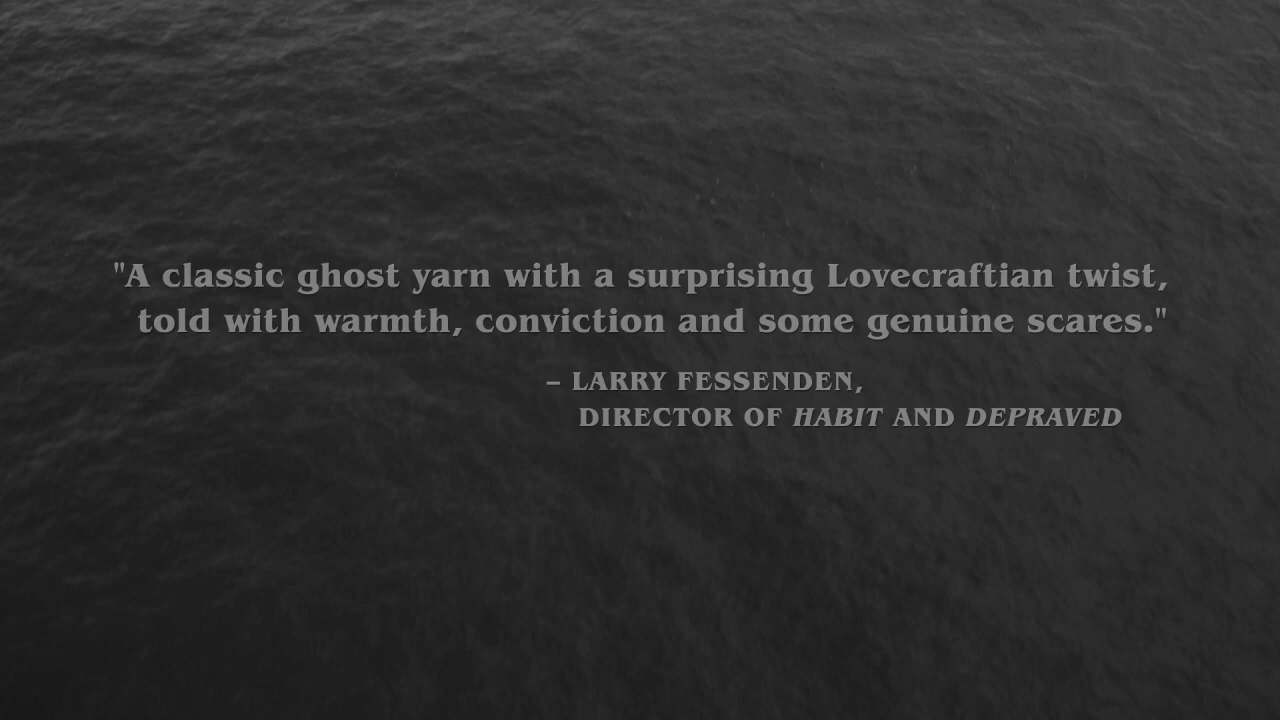 "A classic ghost yarn with a surprising Lovecraftian twist,
told with warmth, conviction and some genuine scares."
– LARRY FESSENDEN,
DIRECTOR OF HABIT AND DEPRAVED